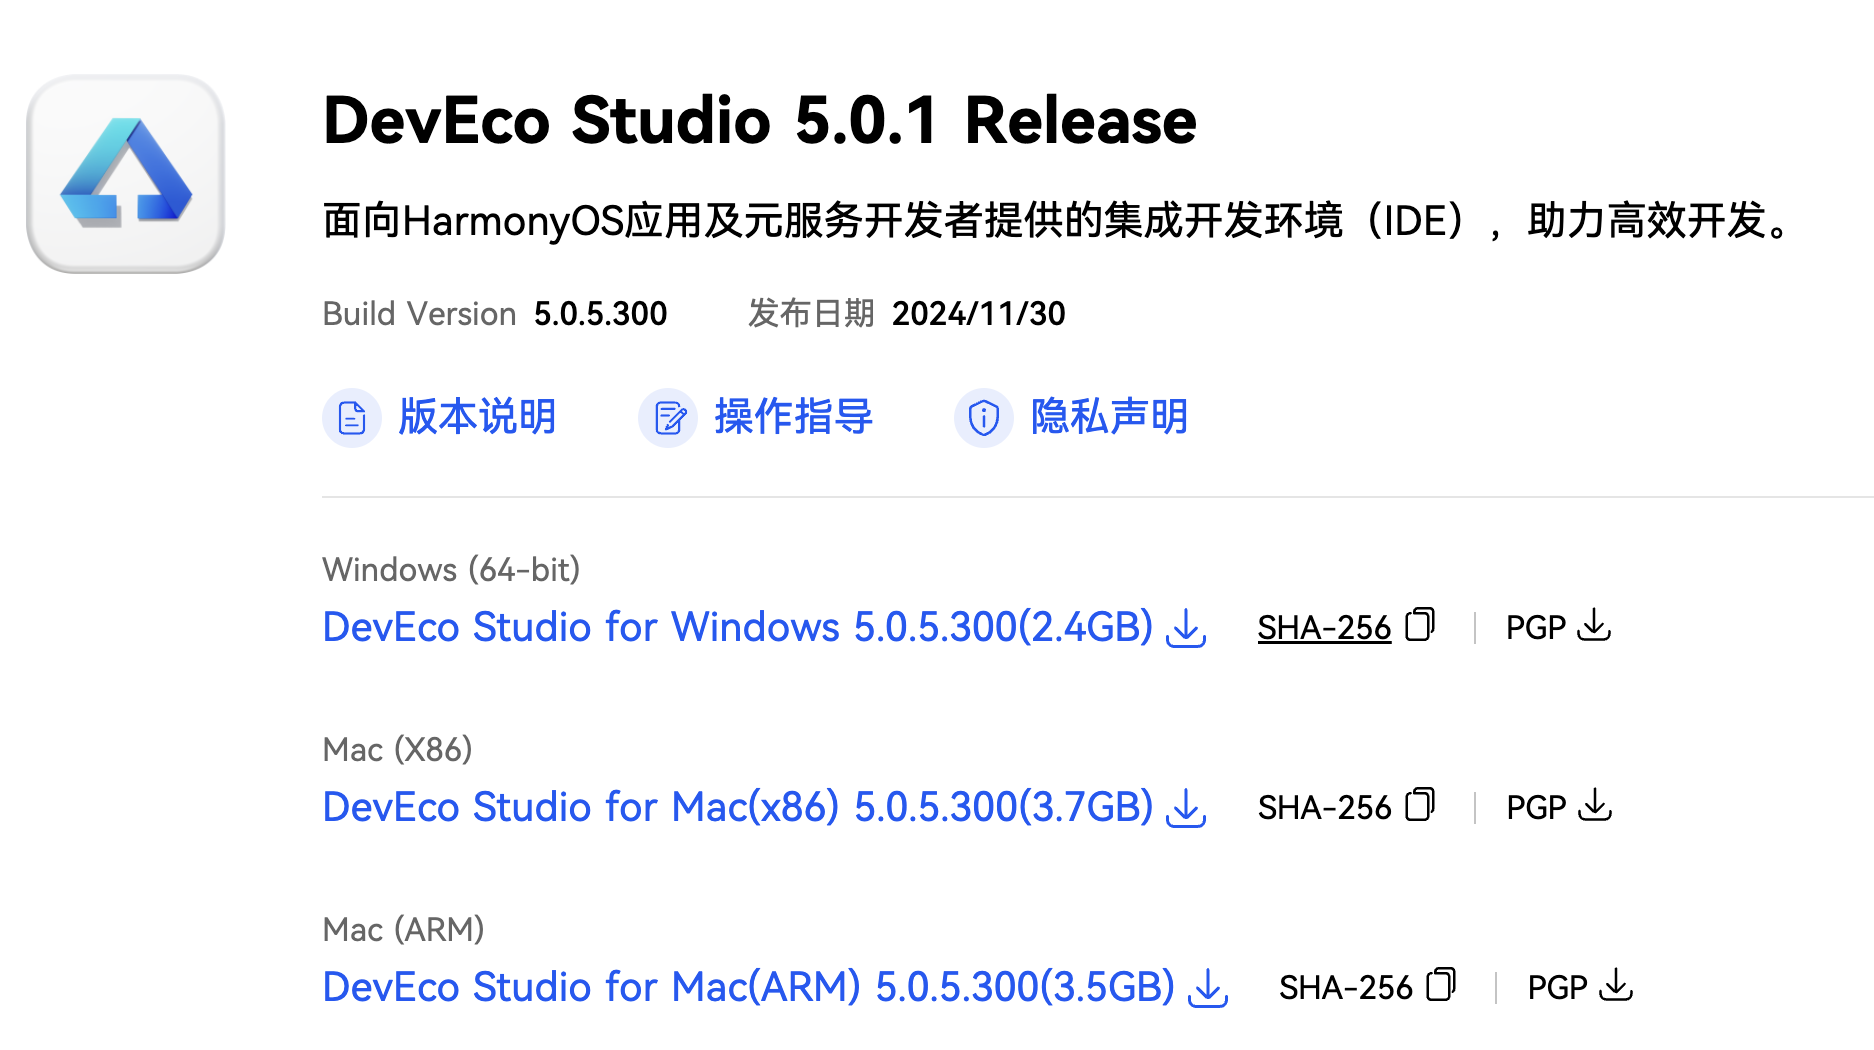 DevEco Studio 5.0.1 Release
面向HarmonyOS应用及元服务开发者提供的集成开发环境（IDE），助力高效开发。
Build Version 5.0.5.300 发布日期 2024/11/30
版本说明 操作指导 隐私声明
Windows (64-bit)
DevEco Studio for Windows 5.0.5.300(2.4GB) SHA-256 PGP
Mac (X86)
DevEco Studio for Mac(x86) 5.0.5.300(3.7GB) SHA-256 PGP
Mac (ARM)
DevEco Studio for Mac(ARM) 5.0.5.300(3.5GB) SHA-256 PGP